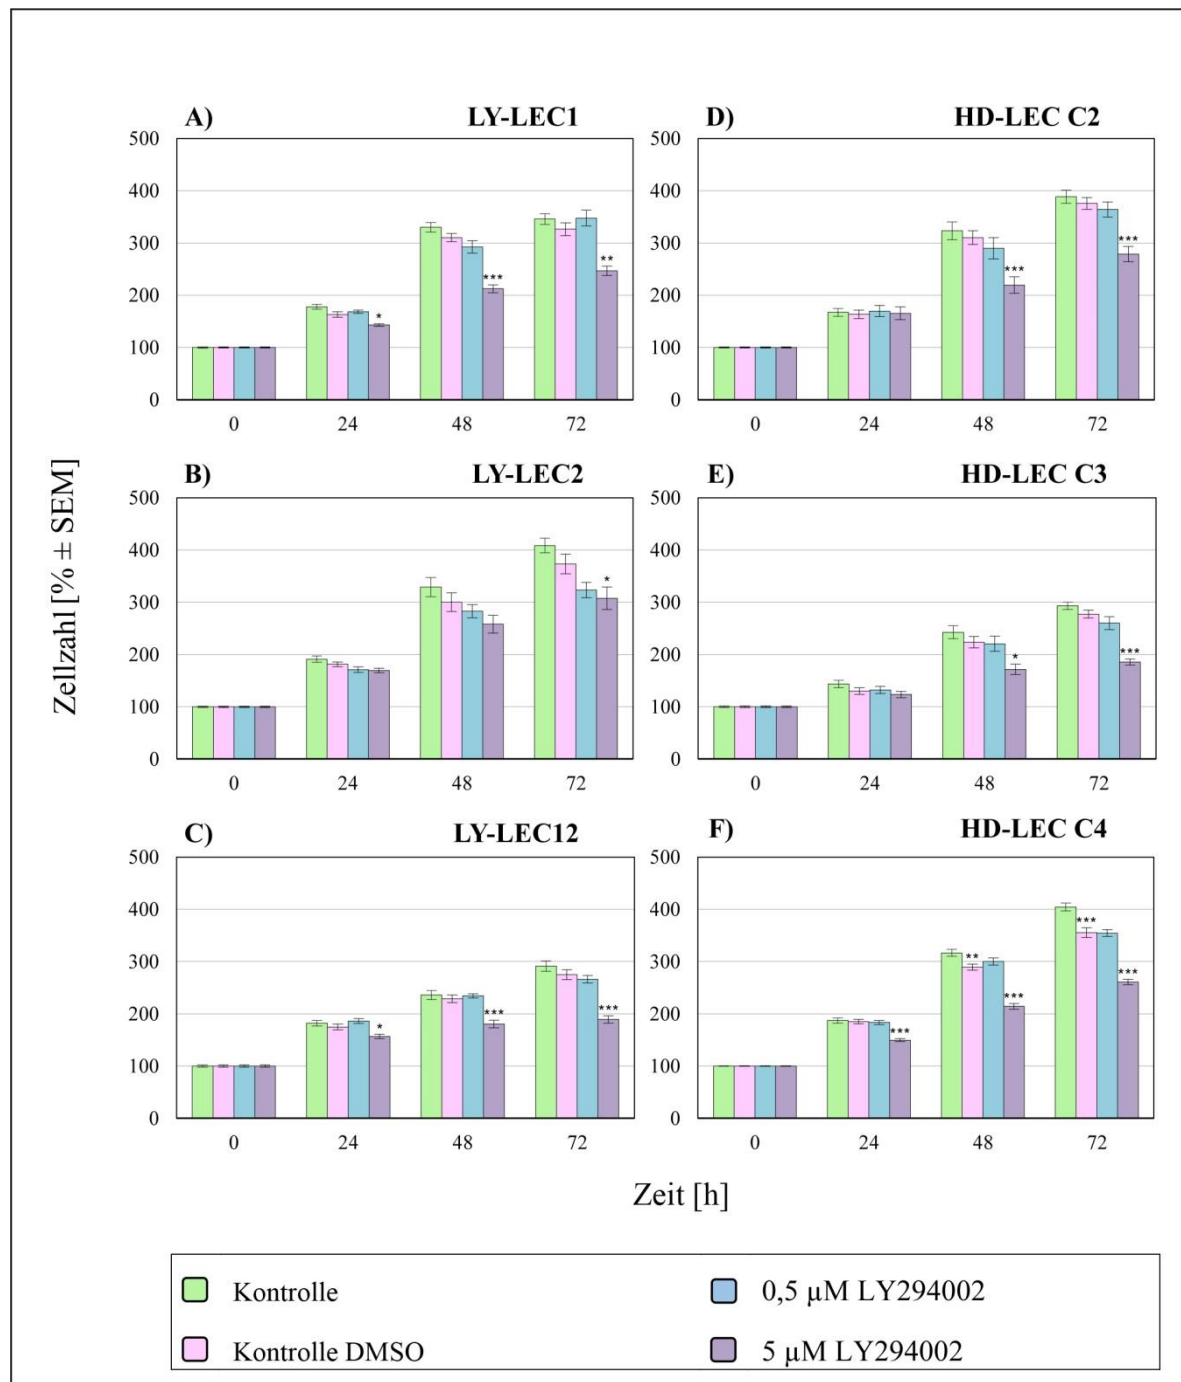 Zellzahl [% ± SEM]
A) LY-LEC1
500
400
300
200
100
0
*
***
**
0 24 48 72
D) HD-LEC C2
500
400
300
200
100
0
***
***
0 24 48 72
B) LY-LEC2
500
400
300
200
100
0
*
0 24 48 72
E) HD-LEC C3
500
400
300
200
100
0
*
***
0 24 48 72
C) LY-LEC12
500
400
300
200
100
0
*
***
***
0 24 48 72
F) HD-LEC C4
500
400
300
200
100
0
***
**
***
***
***
0 24 48 72
Zeit [h]
Kontrolle
0,5 µM LY294002
Kontrolle DMSO
5 µM LY294002